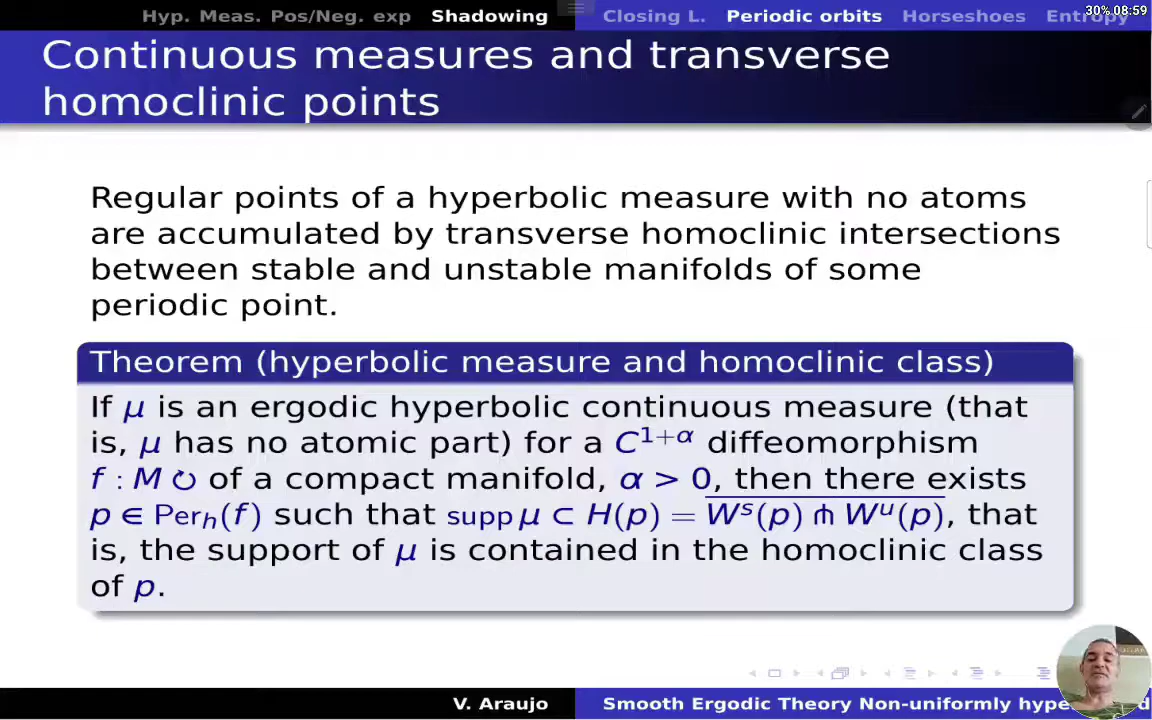 Hyp. Meas. Pos/Neg. exp Shadowing Closing L. Periodic orbits Horseshoes Entropy
30% 08:59
Continuous measures and transverse
homoclinic points
Regular points of a hyperbolic measure with no atoms
are accumulated by transverse homoclinic intersections
between stable and unstable manifolds of some
periodic point.
Theorem (hyperbolic measure and homoclinic class)
If μ is an ergodic hyperbolic continuous measure (that
is, μ has no atomic part) for a C^{1+α} diffeomorphism
f : M ↻ of a compact manifold, α > 0, then there exists
p ∈ Per_h(f) such that supp μ ⊂ H(p) = \overline{W^s(p) ⋔ W^u(p)}, that
is, the support of μ is contained in the homoclinic class
of p.
V. Araujo Smooth Ergodic Theory Non-uniformly hype